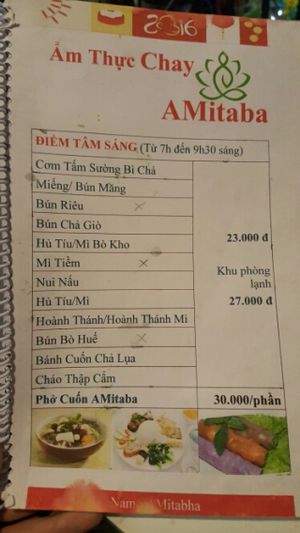 2016
Ẩm Thực Chay
AMitaba
ĐIỂM TÂM SÁNG (Từ 7h đến 9h30 sáng)
Cơm Tấm Sường Bì Chả
Miếng/ Bún Măng
Bún Riêu
Bún Chả Giò
Hủ Tíu/Mì Bò Kho
Mì Tiềm
Nui Nấu
Hủ Tíu/Mì
Hoành Thánh/Hoành Thánh Mì
Bún Bò Huế
Bánh Cuốn Chả Lụa
Cháo Thập Cẩm
23.000 đ
Khu phòng
lạnh
27.000 đ
Phở Cuốn AMitaba 30.000/phần
Nam Mitabha